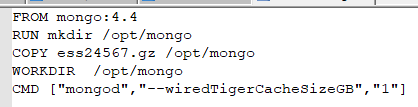 FROM mongo:4.4
RUN mkdir /opt/mongo
COPY ess24567.gz /opt/mongo
WORKDIR  /opt/mongo
CMD ["mongod","--wiredTigerCacheSizeGB","1"]